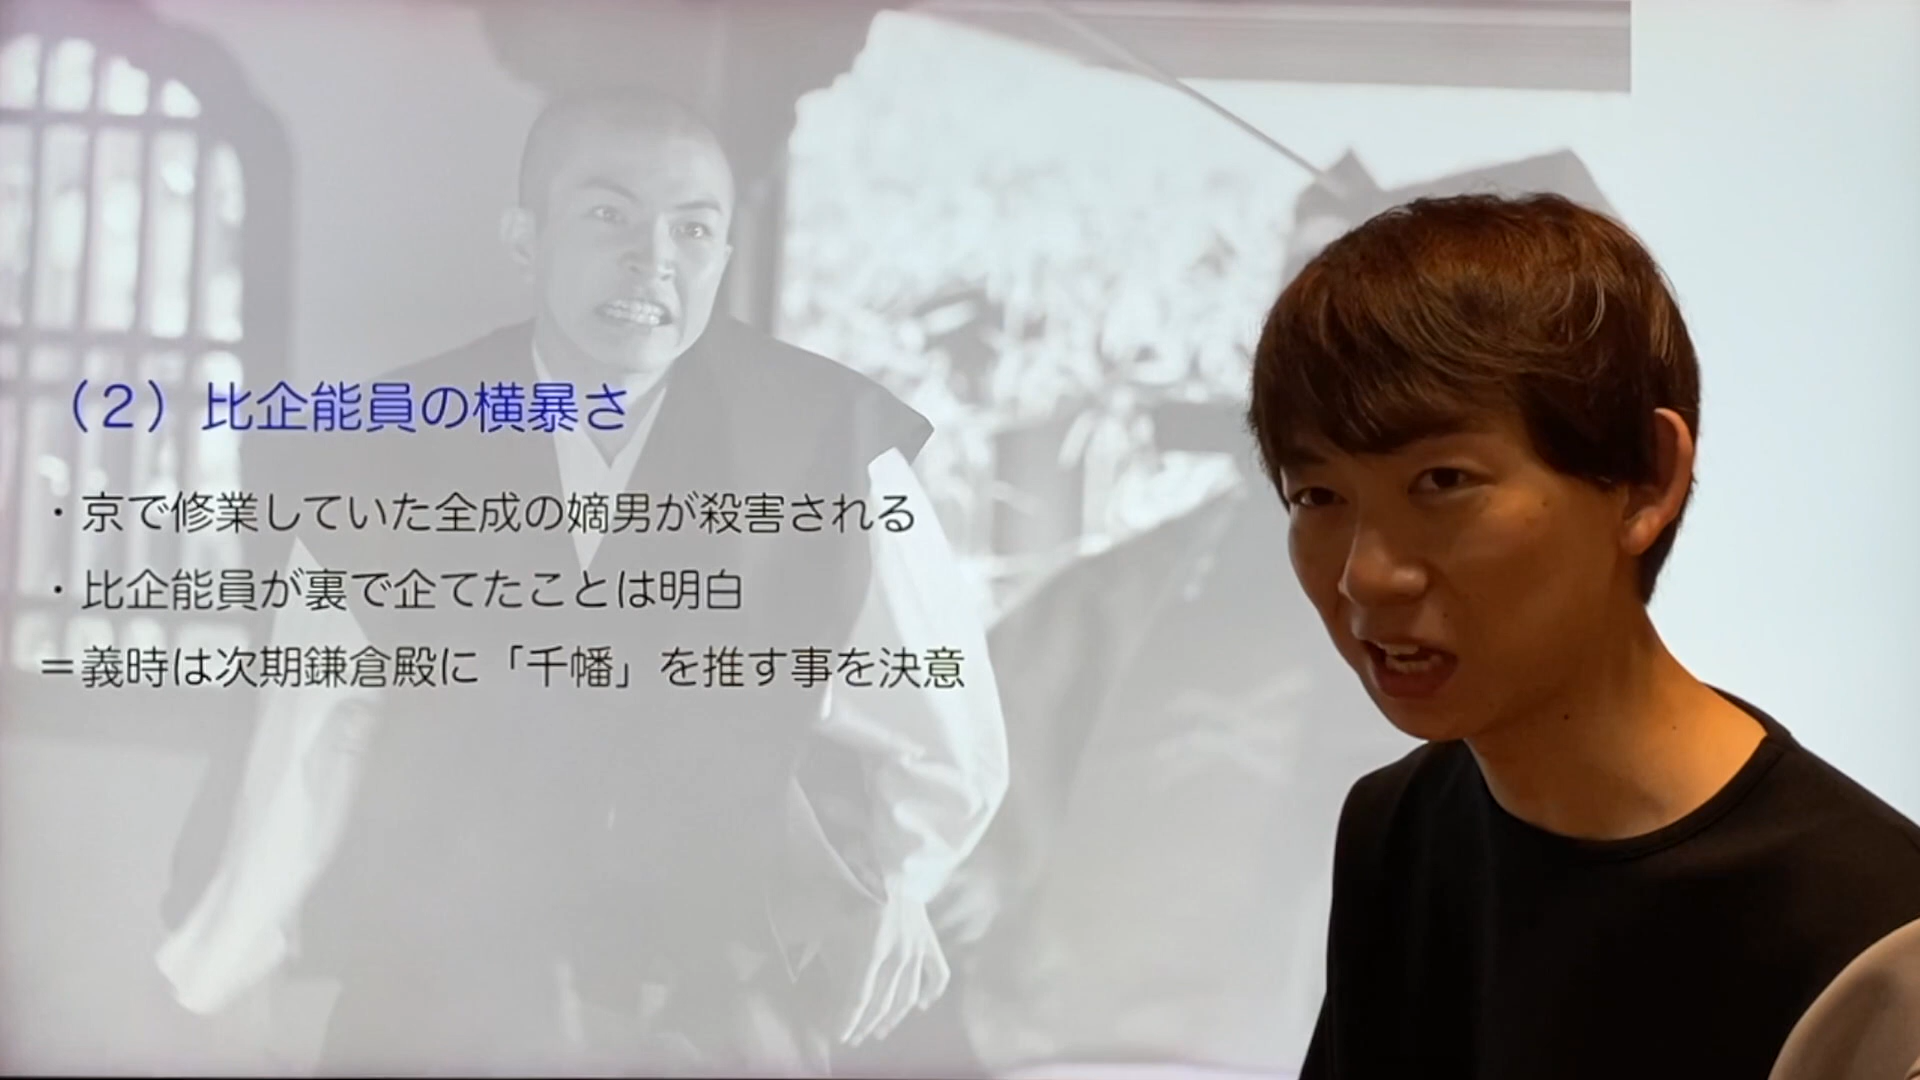 （２）比企能員の横暴さ
・京で修業していた全成の嫡男が殺害される
・比企能員が裏で企てたことは明白
＝義時は次期鎌倉殿に「千幡」を推す事を決意